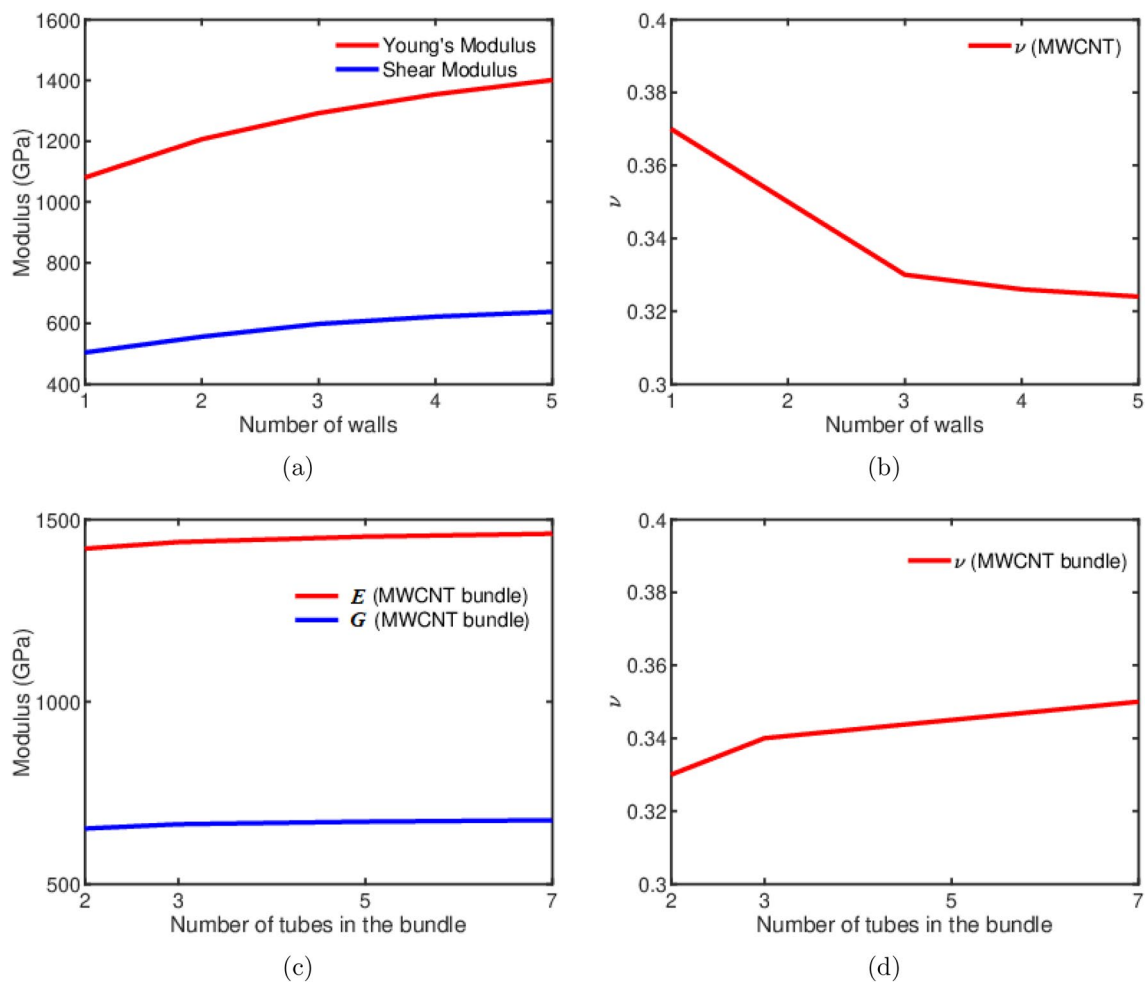 1600
1400
1200
1000
800
600
400
Modulus (GPa)
Young's Modulus
Shear Modulus
1 2 3 4 5
Number of walls
(a)
0.4
0.38
0.36
0.34
0.32
0.3
ν
ν (MWCNT)
1 2 3 4 5
Number of walls
(b)
1500
1000
500
Modulus (GPa)
E (MWCNT bundle)
G (MWCNT bundle)
2 3 5 7
Number of tubes in the bundle
(c)
0.4
0.38
0.36
0.34
0.32
0.3
ν
ν (MWCNT bundle)
2 3 5 7
Number of tubes in the bundle
(d)